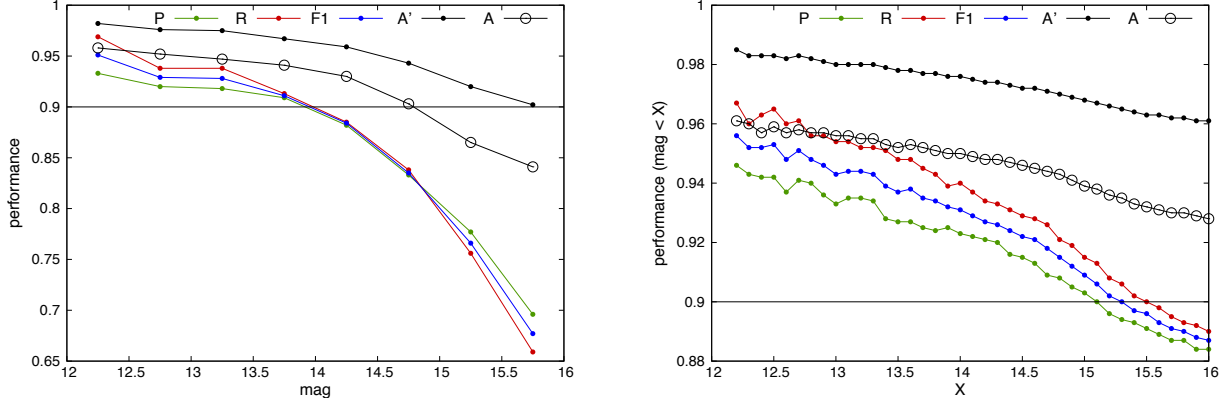 P R F1 A' A
1
0.95
0.9
0.85
0.8
0.75
0.7
0.65
performance
12 12.5 13 13.5 14 14.5 15 15.5 16
mag
P R F1 A' A
1
0.98
0.96
0.94
0.92
0.9
0.88
performance (mag < X)
12 12.5 13 13.5 14 14.5 15 15.5 16
X